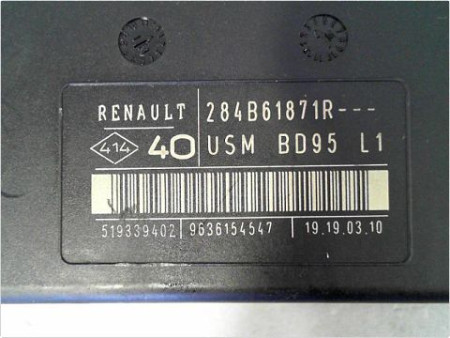 RENAULT 284B61871R---
414 40 USM BD95 L1
519339402 9636154547 19.19.03.10